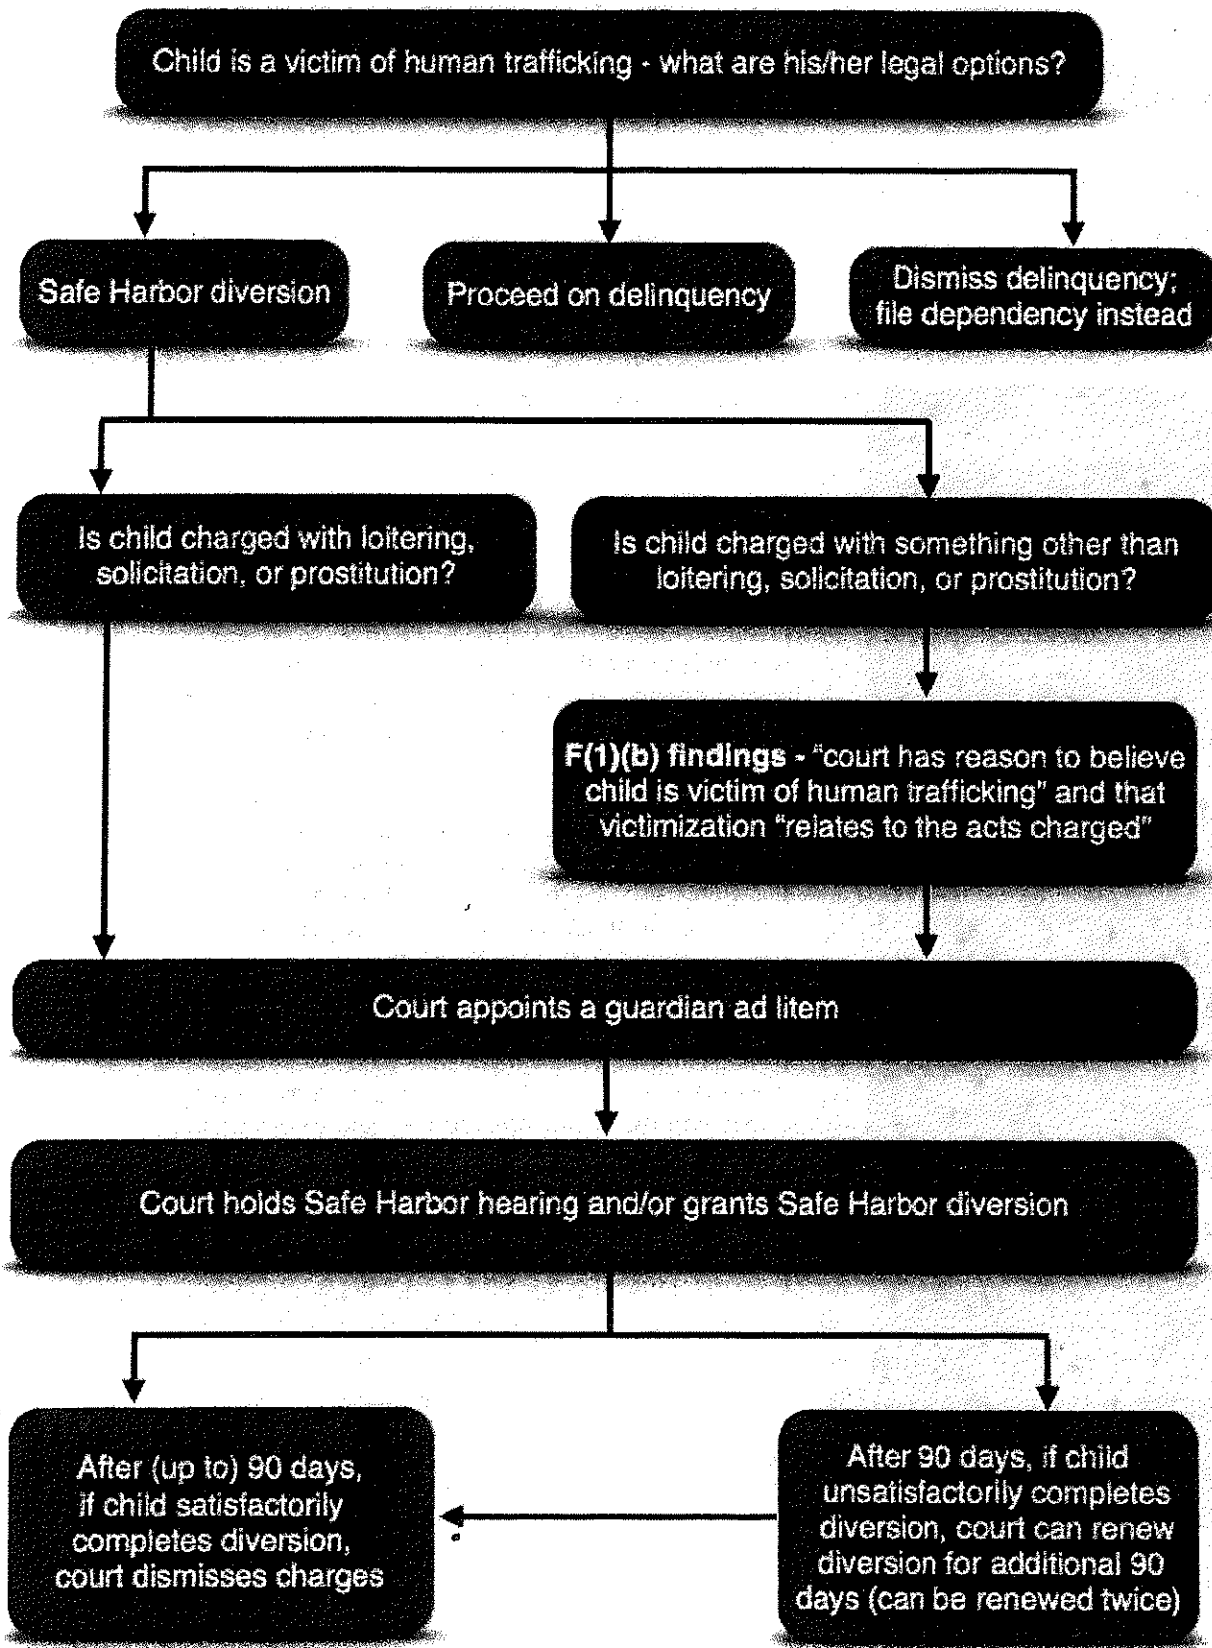 Child is a victim of human trafficking - what are his/her legal options?
Safe Harbor diversion
Proceed on delinquency
Dismiss delinquency;
file dependency instead
Is child charged with loitering,
solicitation, or prostitution?
Is child charged with something other than
loitering, solicitation, or prostitution?
F(1)(b) findings - “court has reason to believe
child is victim of human trafficking” and that
victimization “relates to the acts charged”
Court appoints a guardian ad litem
Court holds Safe Harbor hearing and/or grants Safe Harbor diversion
After (up to) 90 days,
if child satisfactorily
completes diversion,
court dismisses charges
After 90 days, if child
unsatisfactorily completes
diversion, court can renew
diversion for additional 90
days (can be renewed twice)